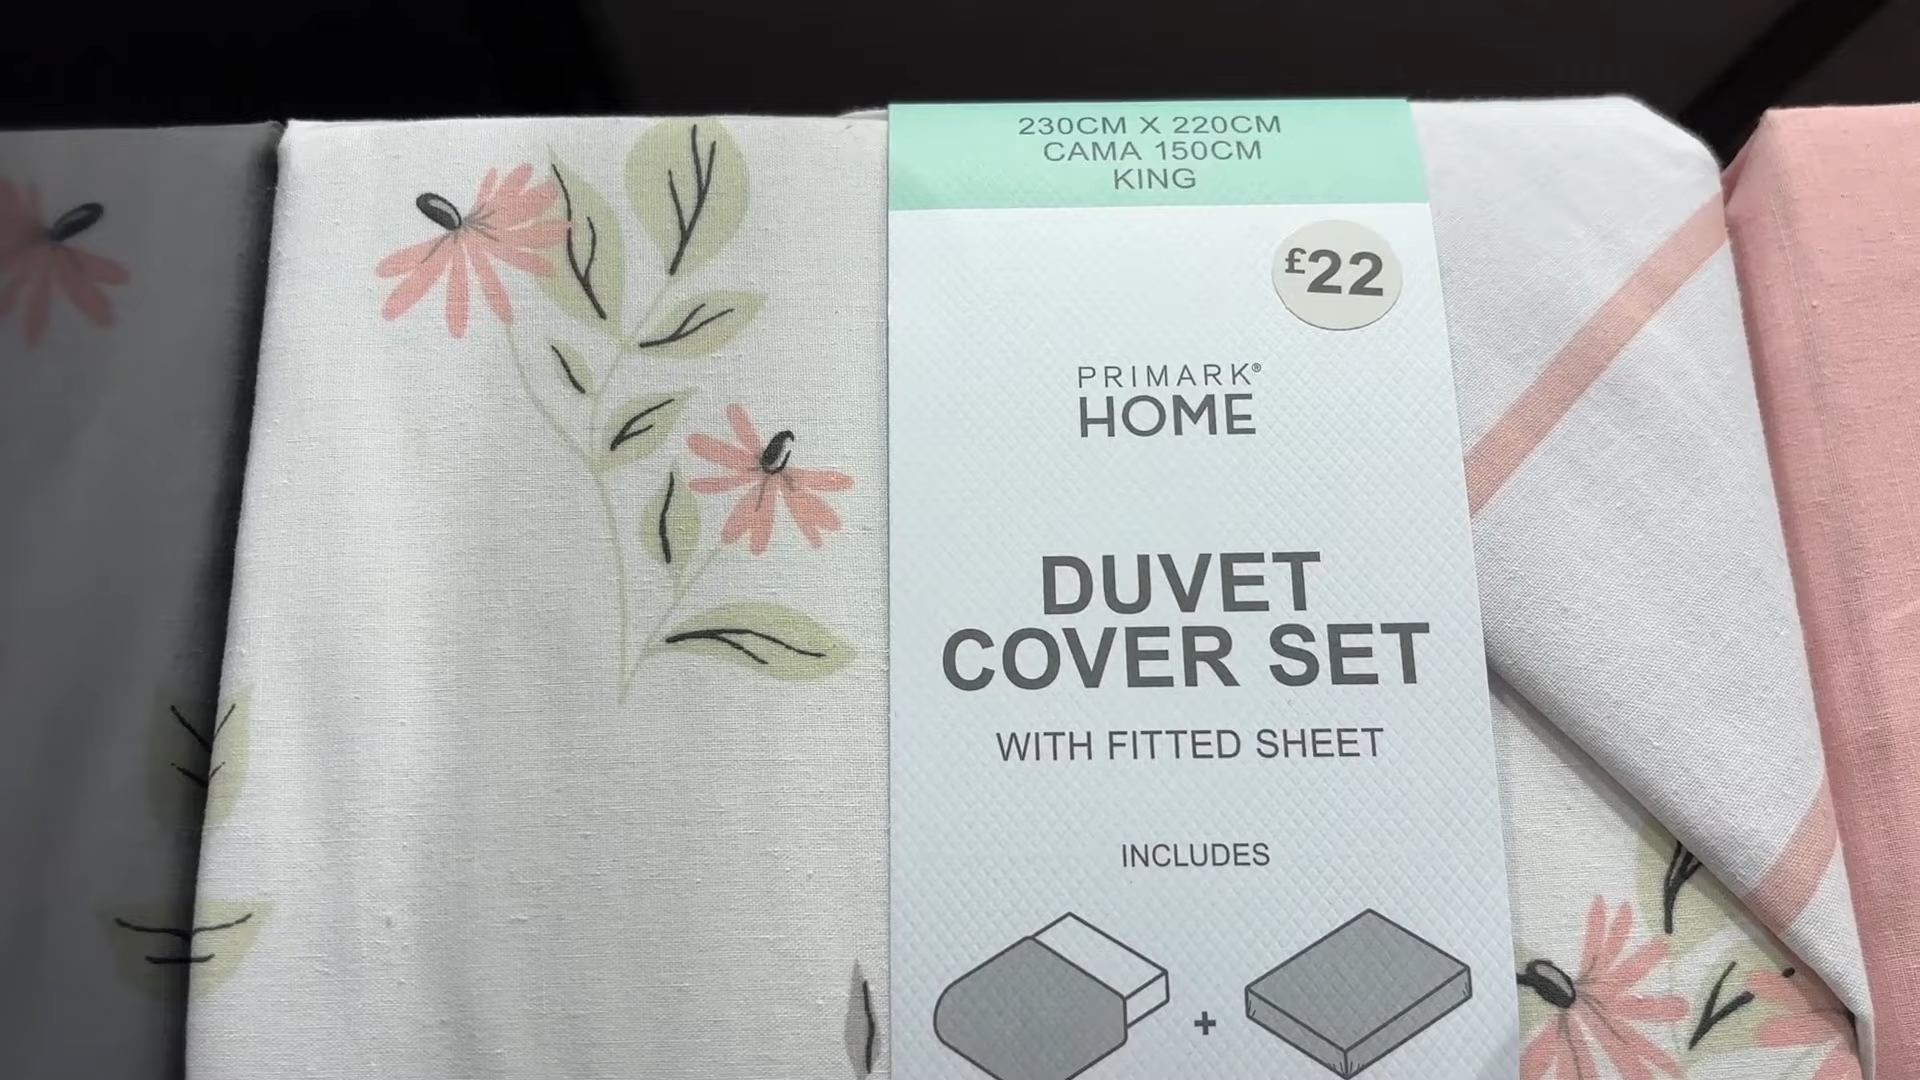 230CM X 220CM
CAMA 150CM
KING
£22
PRIMARK®
HOME
DUVET
COVER SET
WITH FITTED SHEET
INCLUDES
+